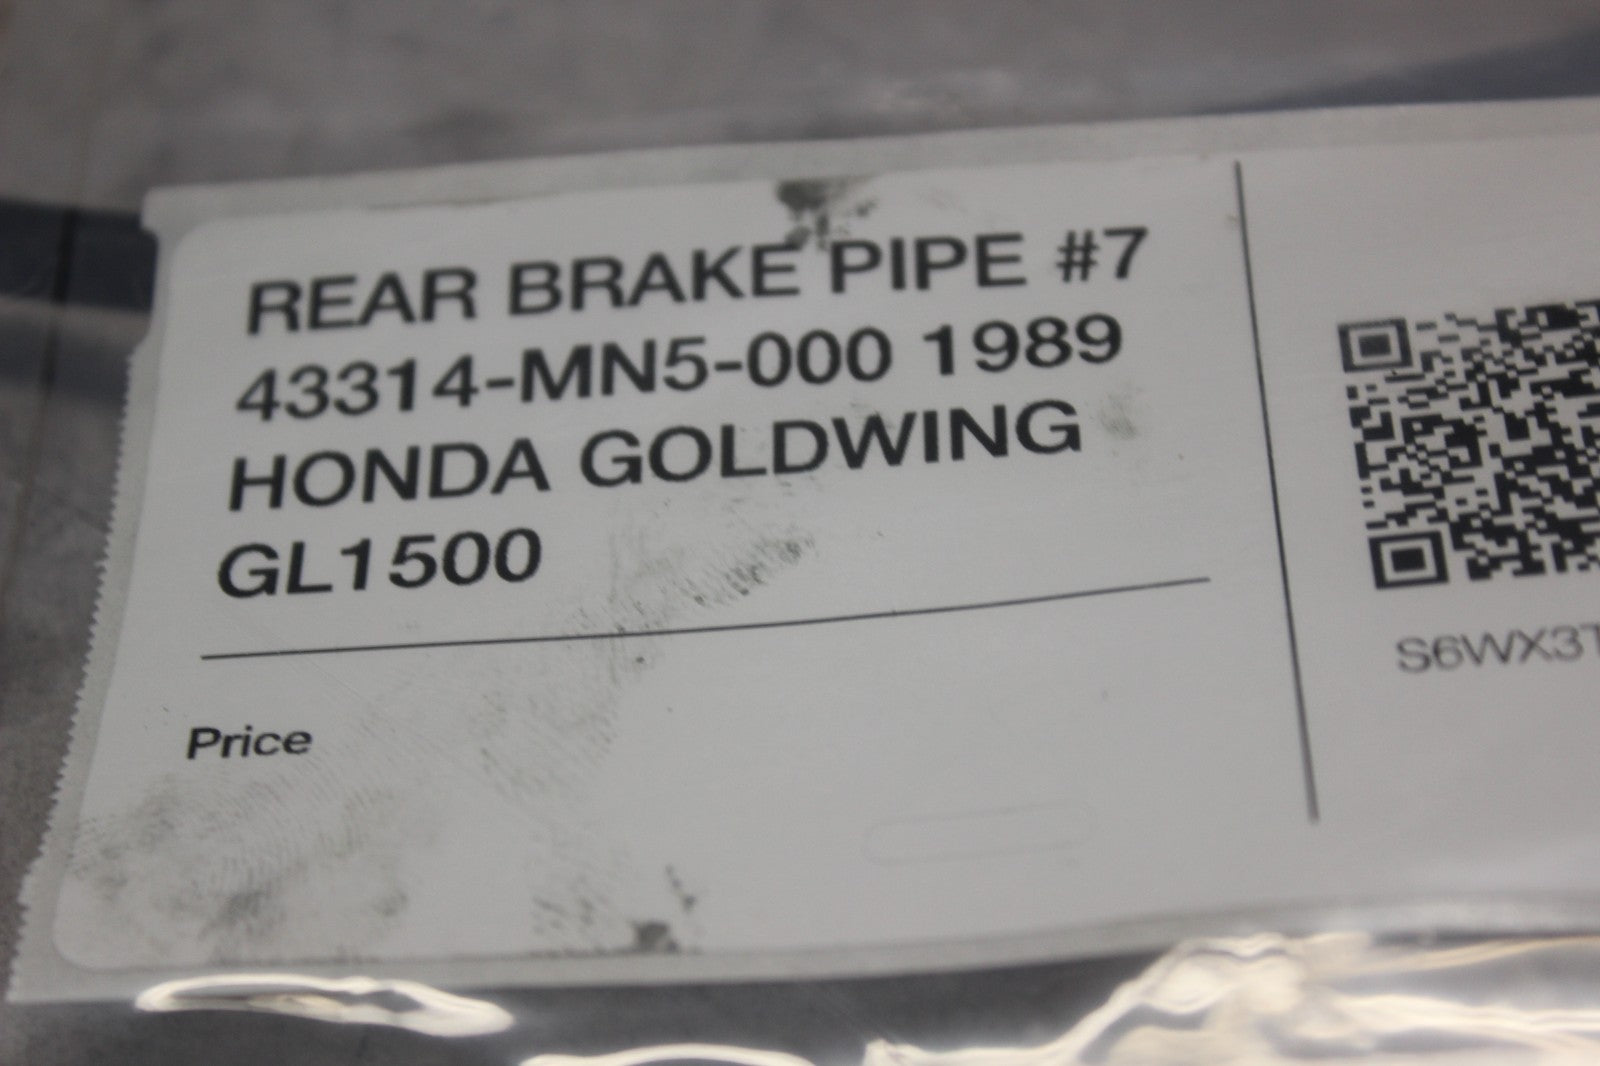 REAR BRAKE PIPE #7
43314-MN5-000 1989
HONDA GOLDWING
GL1500
Price
S6WX3T